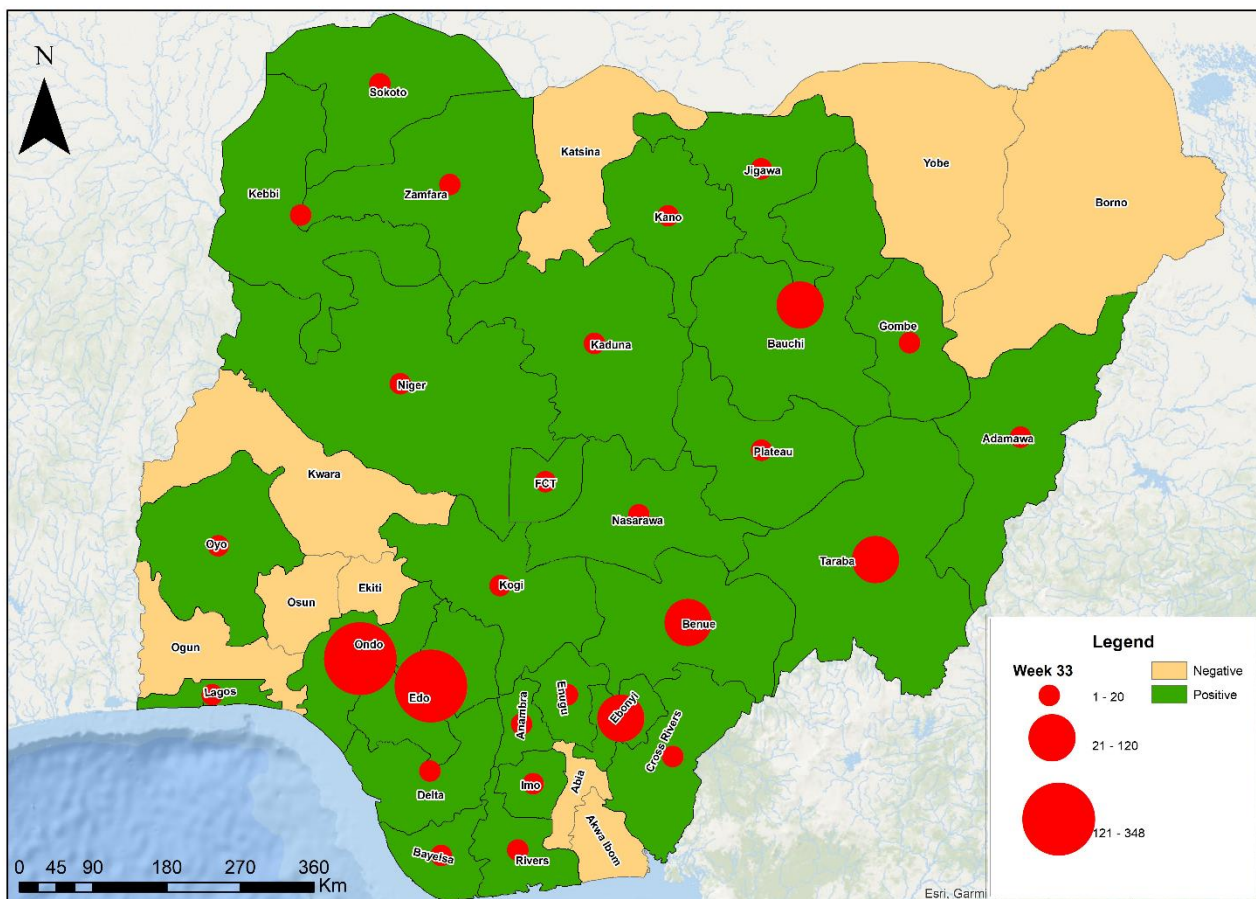 N
Sokoto
Katsina
Yobe
Jigawa
Kebbi
Zamfara
Kano
Borno
Gombe
Kaduna
Bauchi
Niger
Adamawa
Plateau
Kwara
FCT
Nasarawa
Oyo
Taraba
Kogi
Ekiti
Osun
Benue
Ogun
Ondo
Lagos
Edo
Anambra
Enugu
Ebonyi
Cross Rivers
Imo
Abia
Delta
Akwa Ibom
Bayelsa
Rivers
Legend
Week 33
1 - 20
21 - 120
121 - 348
Negative
Positive
0 45 90 180 270 360
Km
Esri, Garmi